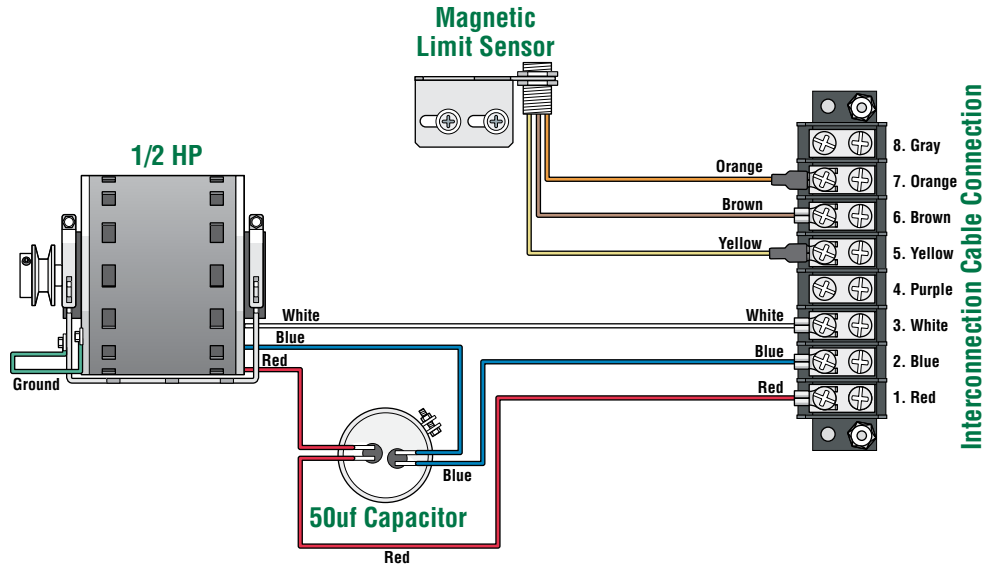 Magnetic
Limit Sensor
1/2 HP
Orange
Brown
Yellow
White
Blue
Red
Ground
White
Blue
Red
Blue
50uf Capacitor
Red
8. Gray
7. Orange
6. Brown
5. Yellow
4. Purple
3. White
2. Blue
1. Red
Interconnection Cable Connection